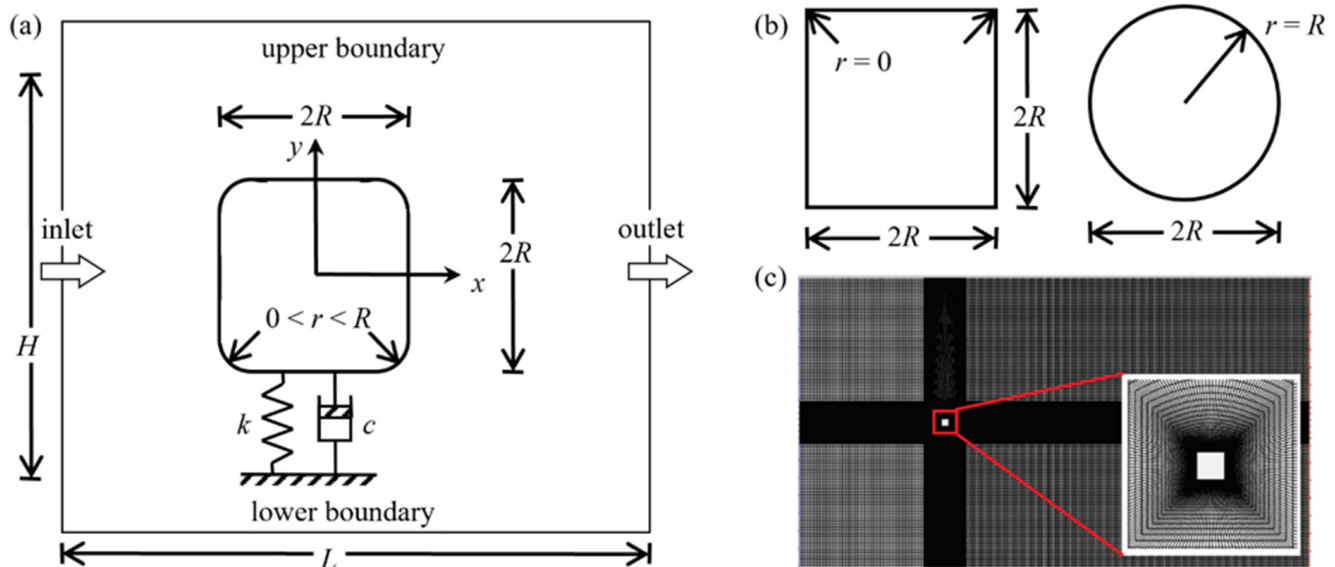 (a)
upper boundary
2R
y
inlet
outlet
2R
x
0 < r < R
H
k
c
lower boundary
L
(b)
r = 0
2R
2R
r = R
2R
(c)